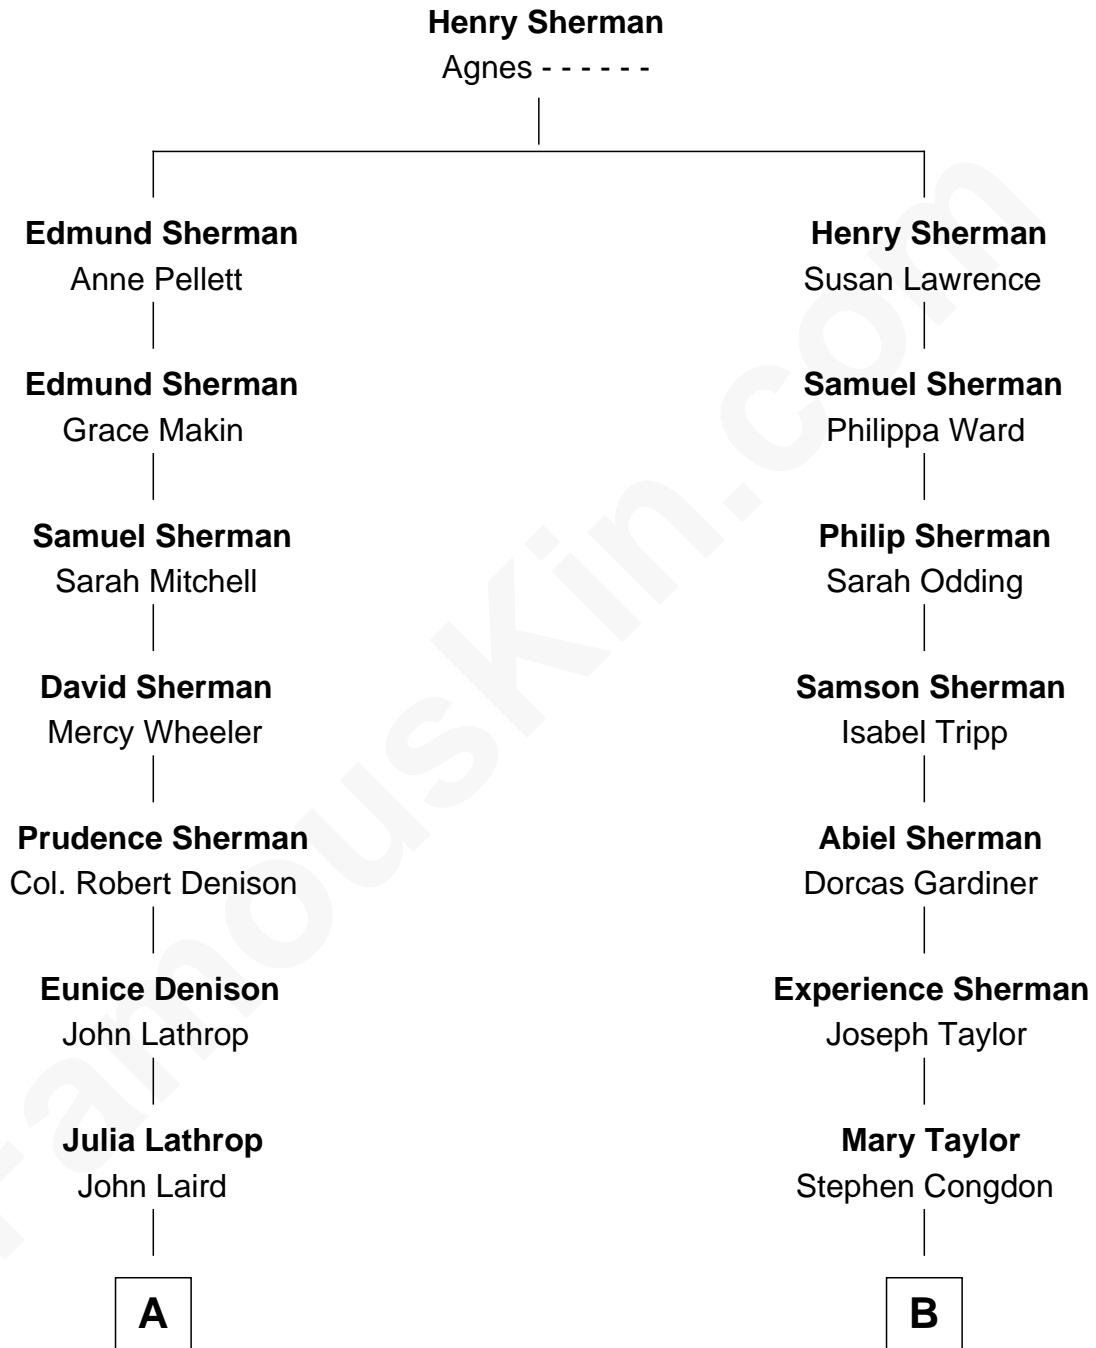 Henry Sherman
Agnes - - - - - -
Edmund Sherman
Anne Pellett
Henry Sherman
Susan Lawrence
Edmund Sherman
Grace Makin
Samuel Sherman
Philippa Ward
Samuel Sherman
Sarah Mitchell
Philip Sherman
Sarah Odding
David Sherman
Mercy Wheeler
Samson Sherman
Isabel Tripp
Prudence Sherman
Col. Robert Denison
Abiel Sherman
Dorcas Gardiner
Eunice Denison
John Lathrop
Experience Sherman
Joseph Taylor
Julia Lathrop
John Laird
Mary Taylor
Stephen Congdon
A
B
FamousKin.com